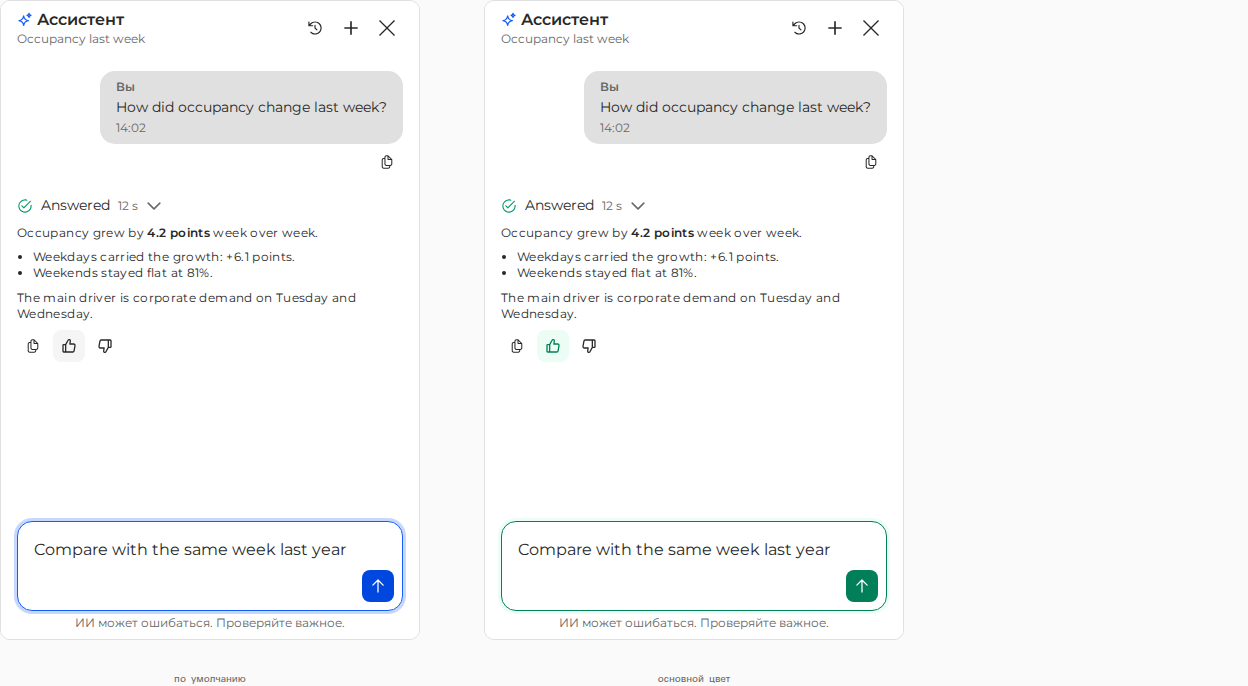 Ассистент
Occupancy last week
Вы
How did occupancy change last week?
14:02
Answered 12 s
Occupancy grew by 4.2 points week over week.
• Weekdays carried the growth: +6.1 points.
• Weekends stayed flat at 81%.
The main driver is corporate demand on Tuesday and
Wednesday.
Compare with the same week last year
ИИ может ошибаться. Проверяйте важное.
по умолчанию
Ассистент
Occupancy last week
Вы
How did occupancy change last week?
14:02
Answered 12 s
Occupancy grew by 4.2 points week over week.
• Weekdays carried the growth: +6.1 points.
• Weekends stayed flat at 81%.
The main driver is corporate demand on Tuesday and
Wednesday.
Compare with the same week last year
ИИ может ошибаться. Проверяйте важное.
основной цвет